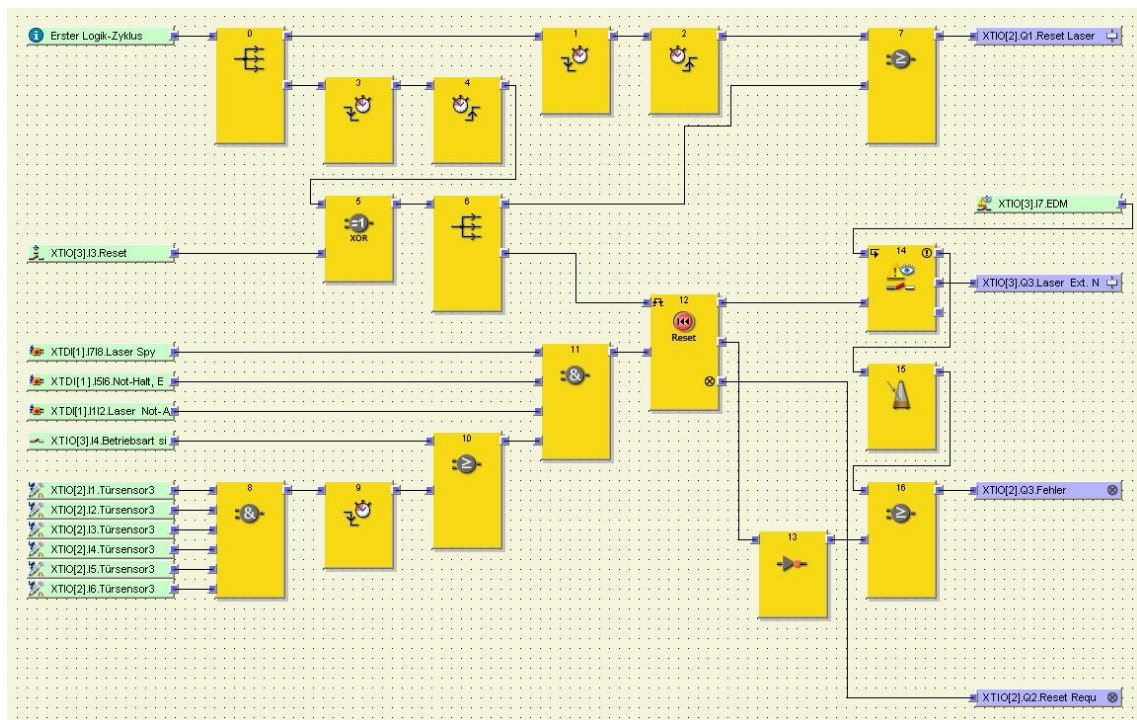 Erster Logik-Zyklus
0
1
2
7
XTIO[2].Q1.Reset Laser
3
4
5
=1
XOR
6
XTIO[3].I7.EDM
XTIO[3].I3.Reset
14
XTIO[3].Q3.Laser Ext. N
12
Reset
XTDI[1].I7I8.Laser Spy
11
&
XTDI[1].I5I6.Not-Halt, E
15
XTDI[1].I1I2.Laser Not-A
XTIO[3].I4.Betriebsart si
10
≥
XTIO[2].I1.Türsensor3
8
9
16
XTIO[2].Q3.Fehler
XTIO[2].I2.Türsensor3
&
≥
XTIO[2].I3.Türsensor3
XTIO[2].I4.Türsensor3
13
XTIO[2].I5.Türsensor3
XTIO[2].I6.Türsensor3
XTIO[2].Q2.Reset Requ